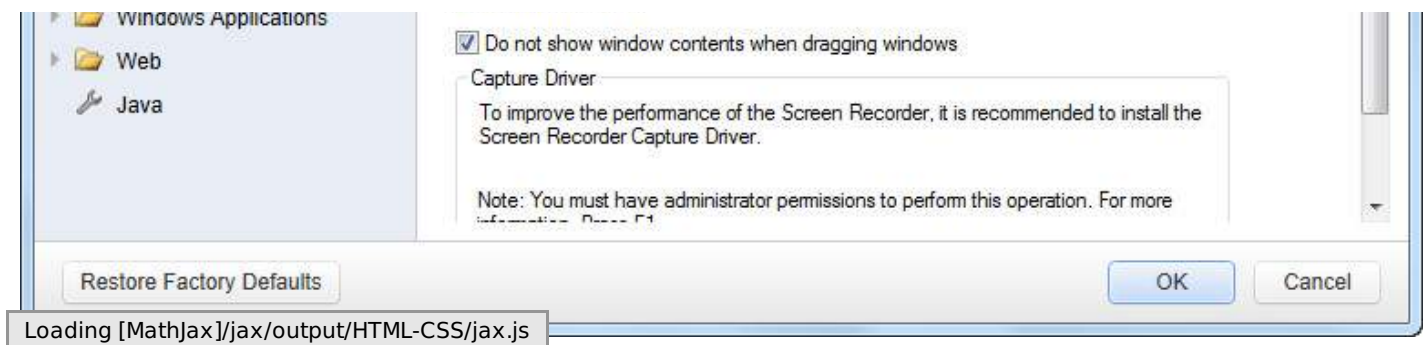 Windows Applications
Web
Java
Do not show window contents when dragging windows
Capture Driver
To improve the performance of the Screen Recorder, it is recommended to install the
Screen Recorder Capture Driver.
Note: You must have administrator permissions to perform this operation. For more
information, Press F1
Restore Factory Defaults
OK
Cancel
Loading [MathJax]/jax/output/HTML-CSS/jax.js